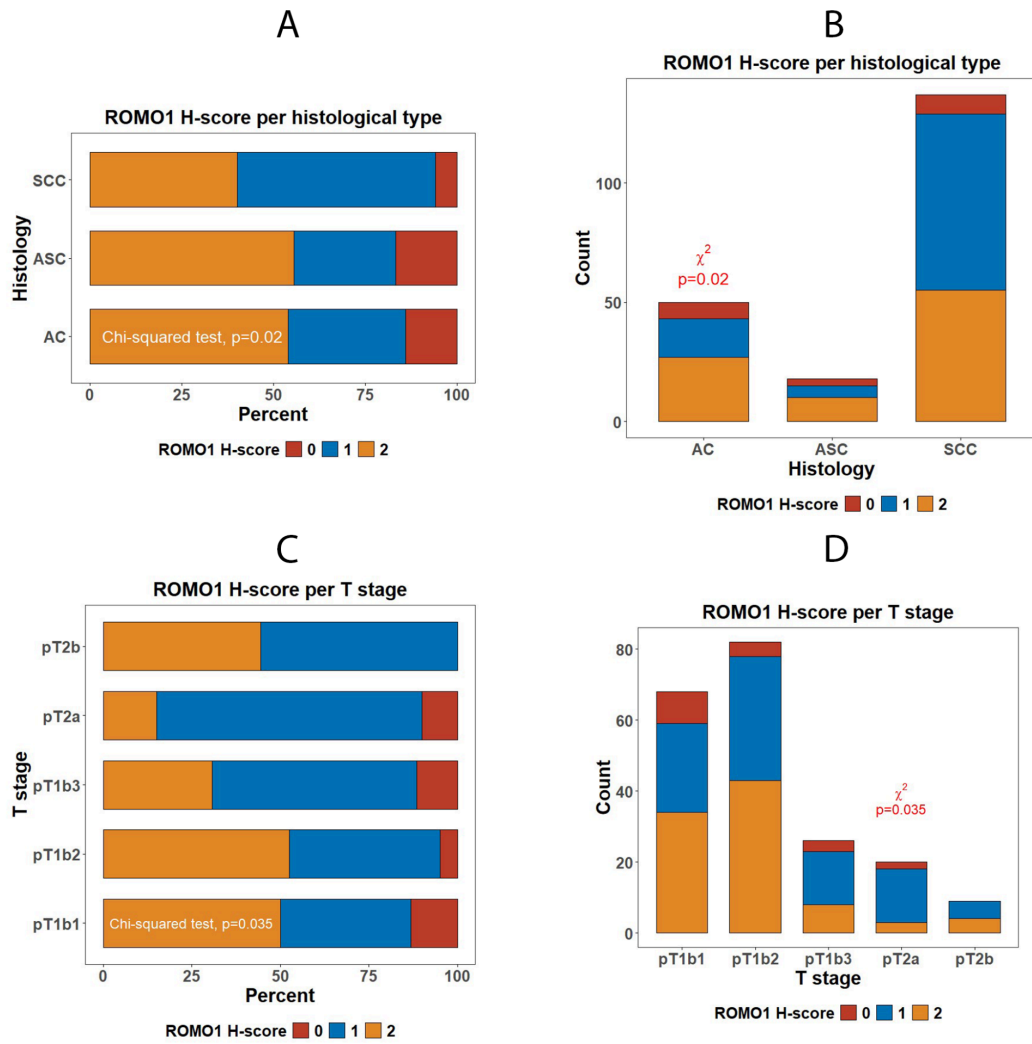 A
ROMO1 H-score per histological type
SCC
ASC
AC
Histology
Chi-squared test, p=0.02
0 25 50 75 100
Percent
ROMO1 H-score 0 1 2
B
ROMO1 H-score per histological type
100
50
0
Count
χ²
p=0.02
AC ASC SCC
Histology
ROMO1 H-score 0 1 2
C
ROMO1 H-score per T stage
pT2b
pT2a
pT1b3
pT1b2
pT1b1
T stage
Chi-squared test, p=0.035
0 25 50 75 100
Percent
ROMO1 H-score 0 1 2
D
ROMO1 H-score per T stage
80
60
40
20
0
Count
χ²
p=0.035
pT1b1 pT1b2 pT1b3 pT2a pT2b
T stage
ROMO1 H-score 0 1 2